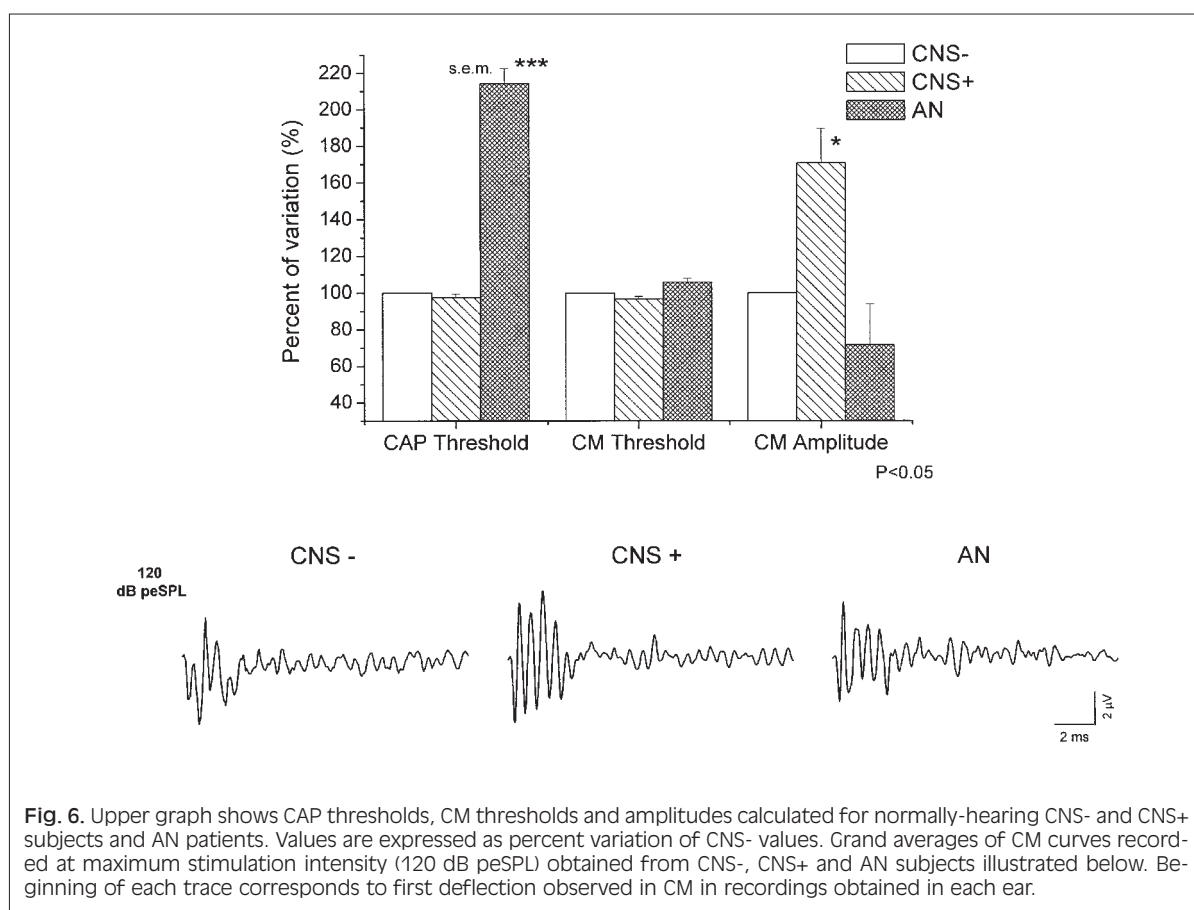 CNS-
CNS+
AN
s.e.m.
***
*
Percent of variation (%)
220
200
180
160
140
120
100
80
60
40
CAP Threshold
CM Threshold
CM Amplitude
P<0.05
CNS -
CNS +
AN
120
dB peSPL
2 µV
2 ms
Fig. 6. Upper graph shows CAP thresholds, CM thresholds and amplitudes calculated for normally-hearing CNS- and CNS+
subjects and AN patients. Values are expressed as percent variation of CNS- values. Grand averages of CM curves record-
ed at maximum stimulation intensity (120 dB peSPL) obtained from CNS-, CNS+ and AN subjects illustrated below. Be-
ginning of each trace corresponds to first deflection observed in CM in recordings obtained in each ear.